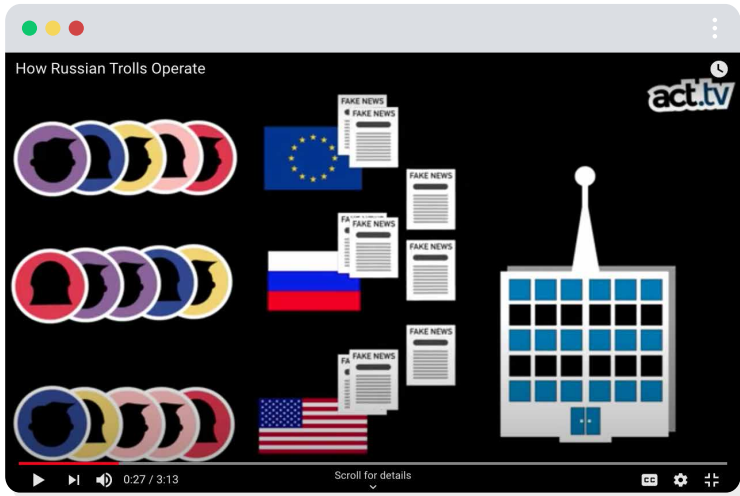 How Russian Trolls Operate
act.tv
FAKE NEWS
FAKE NEWS
FAKE NEWS
FAKE NEWS
FAKE NEWS
FAKE NEWS
FAKE NEWS
0:27 / 3:13
Scroll for details
CC